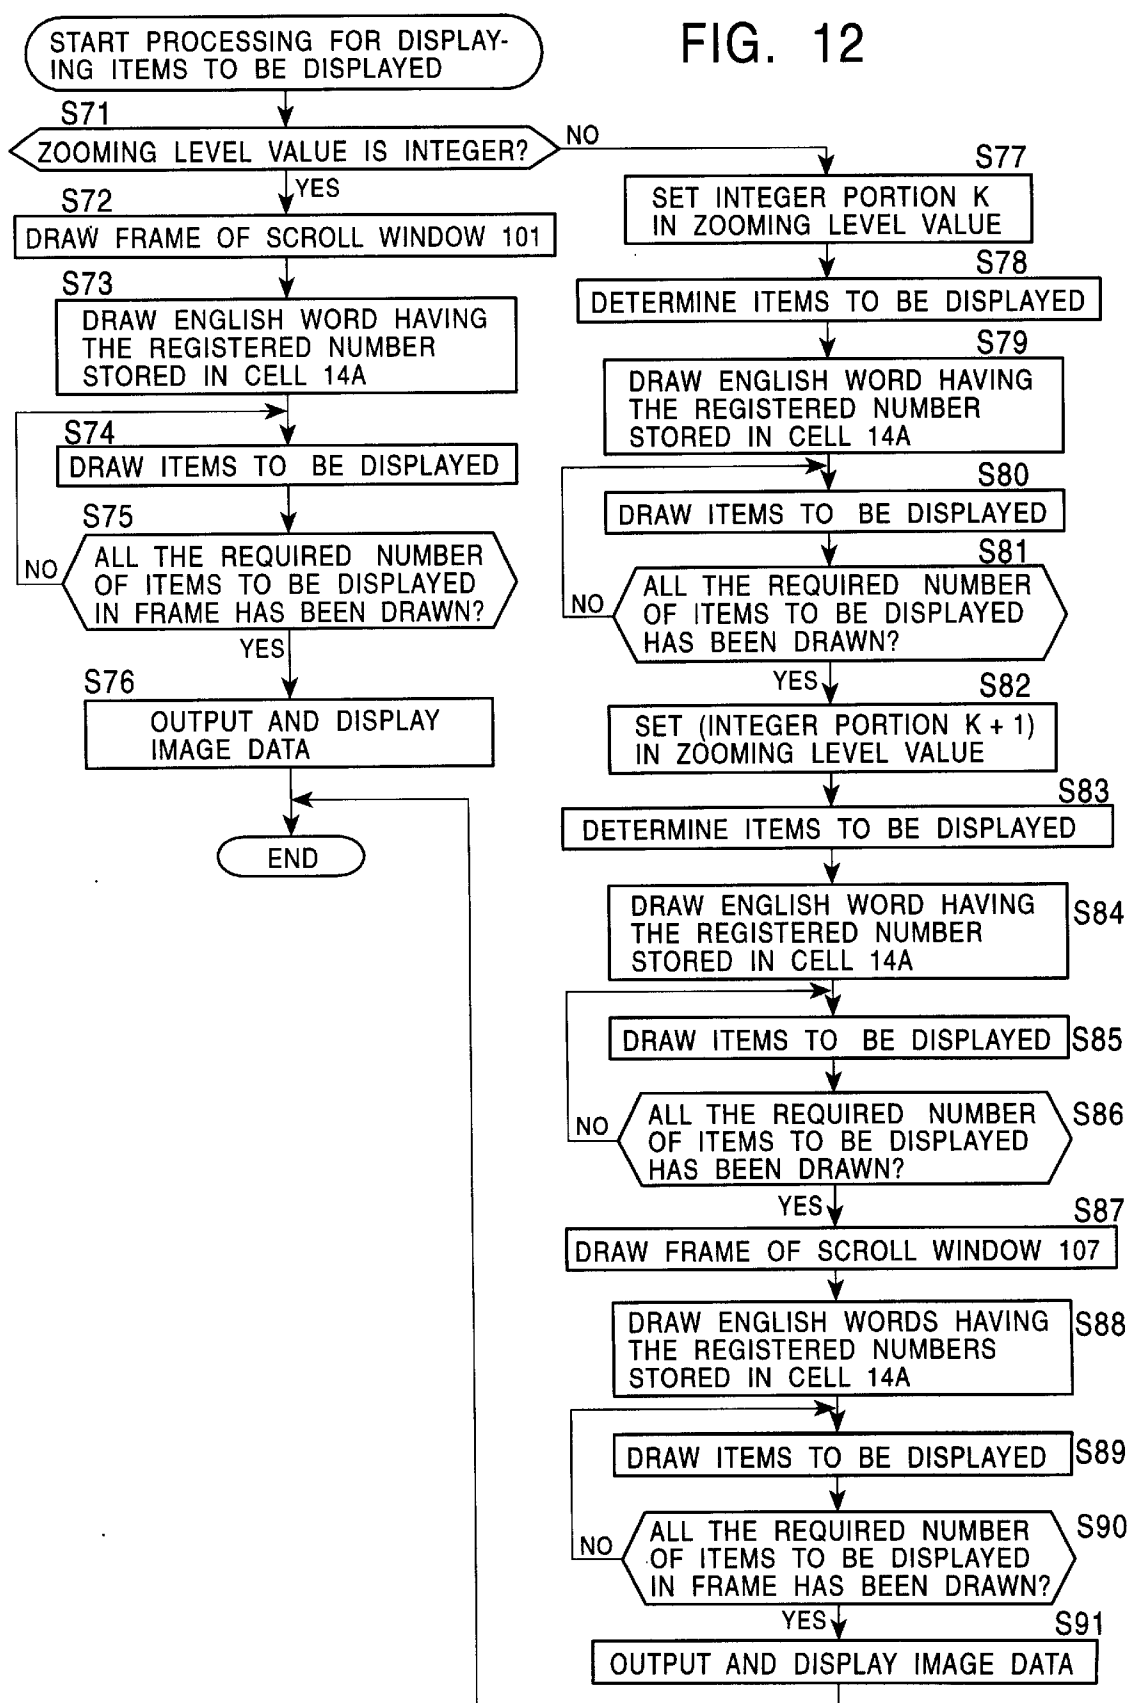 FIG. 12
START PROCESSING FOR DISPLAY-
ING ITEMS TO BE DISPLAYED
S71
ZOOMING LEVEL VALUE IS INTEGER?
NO
YES
S72
DRAW FRAME OF SCROLL WINDOW 101
S73
DRAW ENGLISH WORD HAVING
THE REGISTERED NUMBER
STORED IN CELL 14A
S74
DRAW ITEMS TO BE DISPLAYED
S75
ALL THE REQUIRED NUMBER
OF ITEMS TO BE DISPLAYED
IN FRAME HAS BEEN DRAWN?
NO
YES
S76
OUTPUT AND DISPLAY
IMAGE DATA
END
S77
SET INTEGER PORTION K
IN ZOOMING LEVEL VALUE
S78
DETERMINE ITEMS TO BE DISPLAYED
S79
DRAW ENGLISH WORD HAVING
THE REGISTERED NUMBER
STORED IN CELL 14A
S80
DRAW ITEMS TO BE DISPLAYED
S81
ALL THE REQUIRED NUMBER
OF ITEMS TO BE DISPLAYED
HAS BEEN DRAWN?
NO
YES
S82
SET (INTEGER PORTION K + 1)
IN ZOOMING LEVEL VALUE
S83
DETERMINE ITEMS TO BE DISPLAYED
S84
DRAW ENGLISH WORD HAVING
THE REGISTERED NUMBER
STORED IN CELL 14A
S85
DRAW ITEMS TO BE DISPLAYED
S86
ALL THE REQUIRED NUMBER
OF ITEMS TO BE DISPLAYED
HAS BEEN DRAWN?
NO
YES
S87
DRAW FRAME OF SCROLL WINDOW 107
S88
DRAW ENGLISH WORDS HAVING
THE REGISTERED NUMBERS
STORED IN CELL 14A
S89
DRAW ITEMS TO BE DISPLAYED
S90
ALL THE REQUIRED NUMBER
OF ITEMS TO BE DISPLAYED
IN FRAME HAS BEEN DRAWN?
NO
YES
S91
OUTPUT AND DISPLAY IMAGE DATA